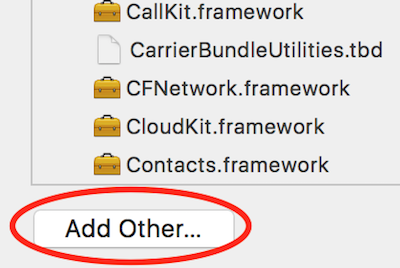 CallKit.framework
CarrierBundleUtilities.tbd
CFNetwork.framework
CloudKit.framework
Contacts.framework
Add Other...